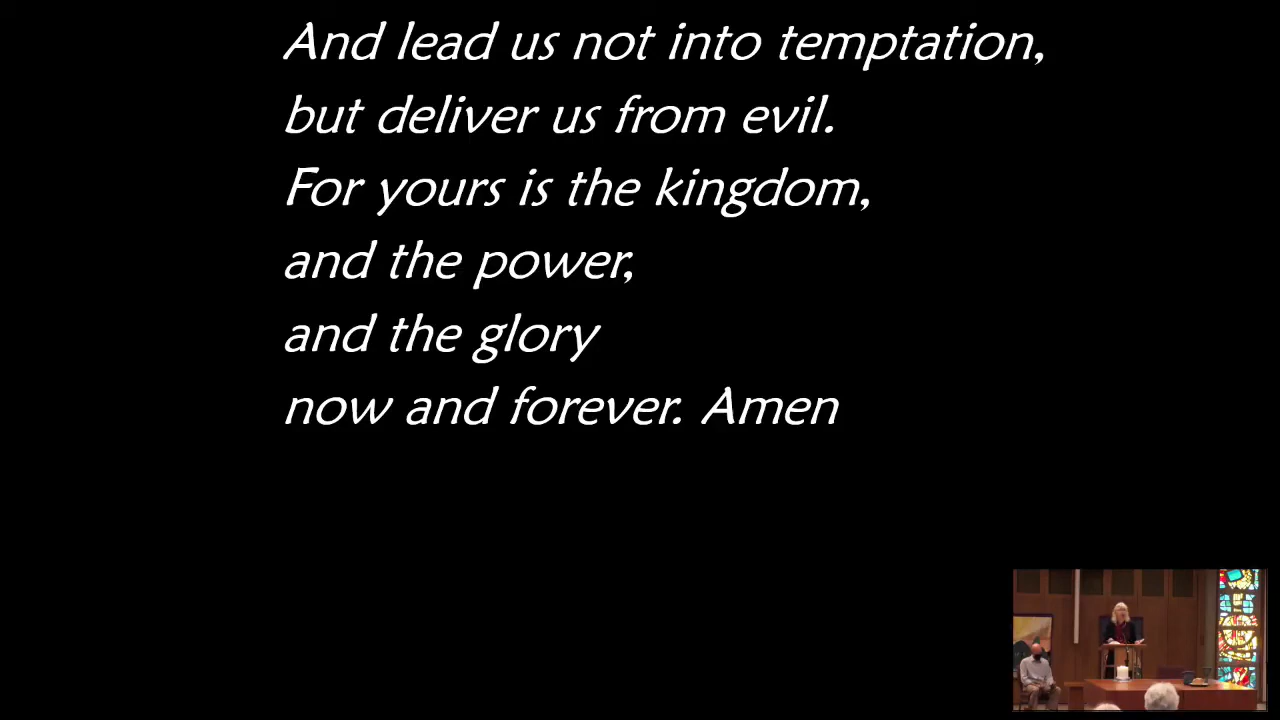 And lead us not into temptation,
but deliver us from evil.
For yours is the kingdom,
and the power,
and the glory
now and forever. Amen